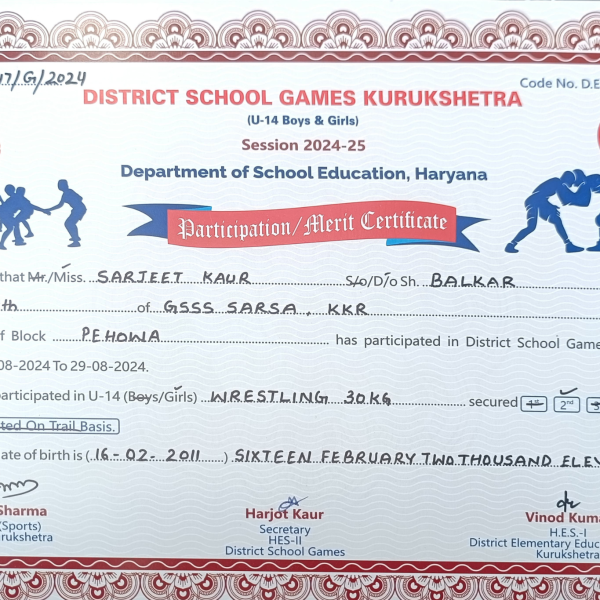 17/G/2024
Code No. D.E
DISTRICT SCHOOL GAMES KURUKSHETRA
(U-14 Boys & Girls)
Session 2024-25
Department of School Education, Haryana
Participation/Merit Certificate
that Mr./Miss. SARJEET KAUR S/o/D/o Sh. BALKAR
th of GSSS SARSA, KKR
f Block PEHOWA has participated in District School Game
08-2024 To 29-08-2024.
articipated in U-14 (Boys/Girls) WRESTLING 30KG secured 1st 2nd 3
ted On Trail Basis.
ate of birth is (16-02-2011) SIXTEEN FEBRUARY TWO THOUSAND ELEV
Sharma
(Sports)
rukshetra
Harjot Kaur
Secretary
HES-II
District School Games
Vinod Kuma
H.E.S.-I
District Elementary Educ
Kurukshetra